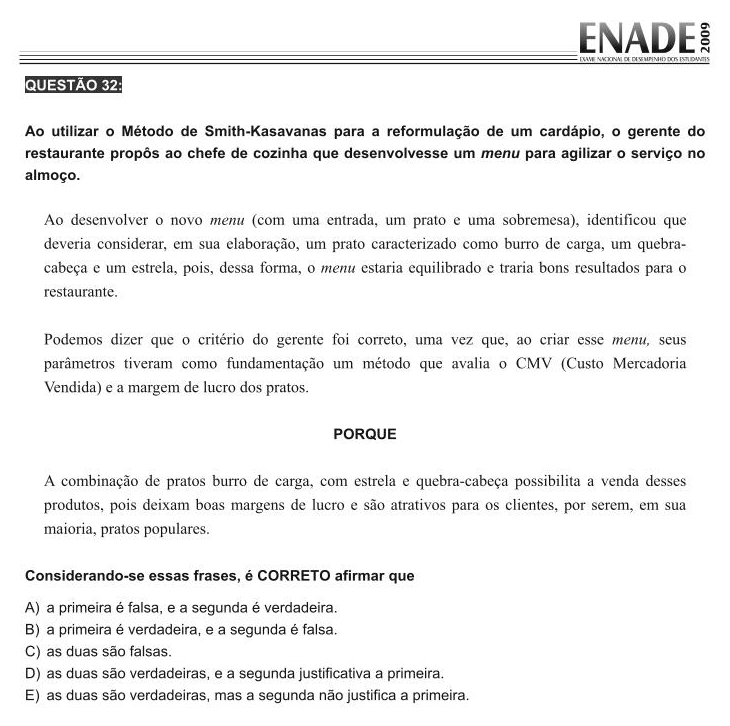 ENADE 2009
EXAME NACIONAL DE DESEMPENHO DOS ESTUDANTES
QUESTÃO 32:
Ao utilizar o Método de Smith-Kasavanas para a reformulação de um cardápio, o gerente do
restaurante propôs ao chefe de cozinha que desenvolvesse um menu para agilizar o serviço no
almoço.
Ao desenvolver o novo menu (com uma entrada, um prato e uma sobremesa), identificou que
deveria considerar, em sua elaboração, um prato caracterizado como burro de carga, um quebra-
cabeça e um estrela, pois, dessa forma, o menu estaria equilibrado e traria bons resultados para o
restaurante.
Podemos dizer que o critério do gerente foi correto, uma vez que, ao criar esse menu, seus
parâmetros tiveram como fundamentação um método que avalia o CMV (Custo Mercadoria
Vendida) e a margem de lucro dos pratos.
PORQUE
A combinação de pratos burro de carga, com estrela e quebra-cabeça possibilita a venda desses
produtos, pois deixam boas margens de lucro e são atrativos para os clientes, por serem, em sua
maioria, pratos populares.
Considerando-se essas frases, é CORRETO afirmar que
A) a primeira é falsa, e a segunda é verdadeira.
B) a primeira é verdadeira, e a segunda é falsa.
C) as duas são falsas.
D) as duas são verdadeiras, e a segunda justificativa a primeira.
E) as duas são verdadeiras, mas a segunda não justifica a primeira.